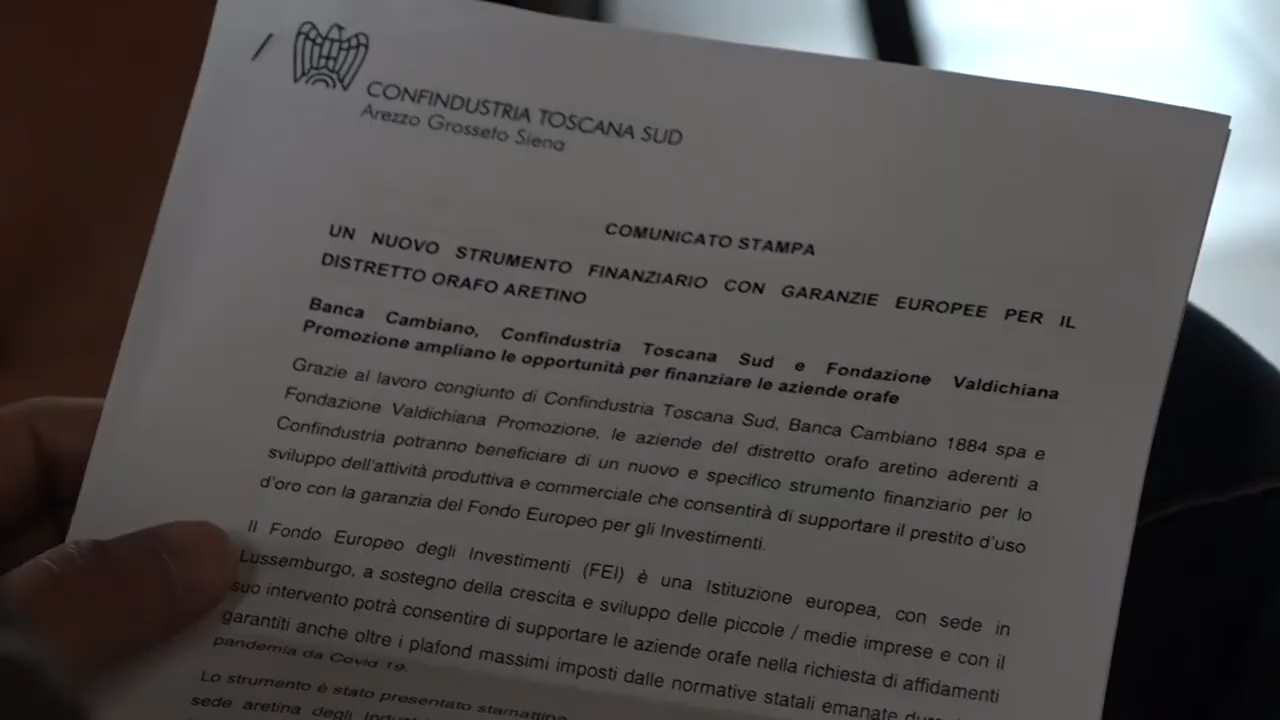 CONFINDUSTRIA TOSCANA SUD
Arezzo Grosseto Siena
COMUNICATO STAMPA
UN NUOVO STRUMENTO FINANZIARIO CON GARANZIE EUROPEE PER IL
DISTRETTO ORAFO ARETINO
Banca Cambiano, Confindustria Toscana Sud e Fondazione Valdichiana
Promozione ampliano le opportunità per finanziare le aziende orafe
Grazie al lavoro congiunto di Confindustria Toscana Sud, Banca Cambiano 1884 spa e
Fondazione Valdichiana Promozione, le aziende del distretto orafo aretino aderenti a
Confindustria potranno beneficiare di un nuovo e specifico strumento finanziario per lo
sviluppo dell'attività produttiva e commerciale che consentirà di supportare il prestito d'uso
d'oro con la garanzia del Fondo Europeo per gli Investimenti.
Il Fondo Europeo degli Investimenti (FEI) è una Istituzione europea, con sede in
Lussemburgo, a sostegno della crescita e sviluppo delle piccole / medie imprese e con il
suo intervento potrà consentire di supportare le aziende orafe nella richiesta di affidamenti
garantiti anche oltre i plafond massimi imposti dalle normative statali emanate
pandemia da Covid 19.
Lo strumento è stato presentato stamattina
sede aretina degli